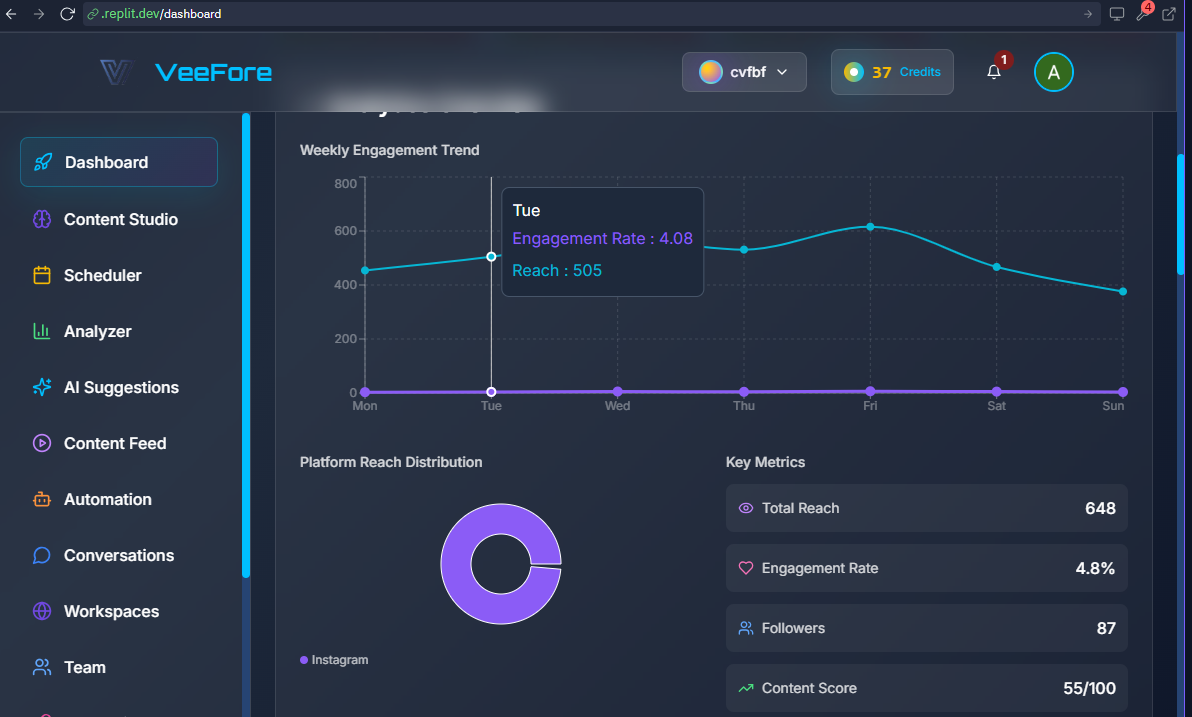 .replit.dev/dashboard
4
VeeFore
cvfbf
37 Credits
1
A
Dashboard
Content Studio
Scheduler
Analyzer
AI Suggestions
Content Feed
Automation
Conversations
Workspaces
Team
Weekly Engagement Trend
800
600
400
200
0
Mon
Tue
Wed
Thu
Fri
Sat
Sun
Tue
Engagement Rate : 4.08
Reach : 505
Platform Reach Distribution
Instagram
Key Metrics
Total Reach
648
Engagement Rate
4.8%
Followers
87
Content Score
55/100